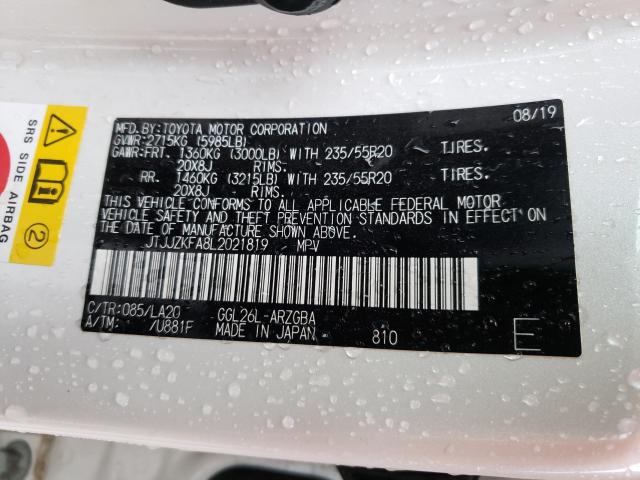 08/19
MFD. BY:TOYOTA MOTOR CORPORATION
GVWR:2715KG (5985LB)
GAWR:FRT. 1360KG (3000LB) WITH 235/55R20 TIRES.
20X8J RIMS.
RR. 1460KG (3215LB) WITH 235/55R20 TIRES.
20X8J RIMS.
THIS VEHICLE CONFORMS TO ALL APPLICABLE FEDERAL MOTOR
VEHICLE SAFETY AND THEFT PREVENTION STANDARDS IN EFFECT ON
THE DATE OF MANUFACTURE SHOWN ABOVE.
JTJJZKFA8L2021819 MPV
C/TR:085/LA20 GGL26L-ARZGBA
A/TM: /U881F MADE IN JAPAN 810
E
SRS SIDE AIRBAG
2